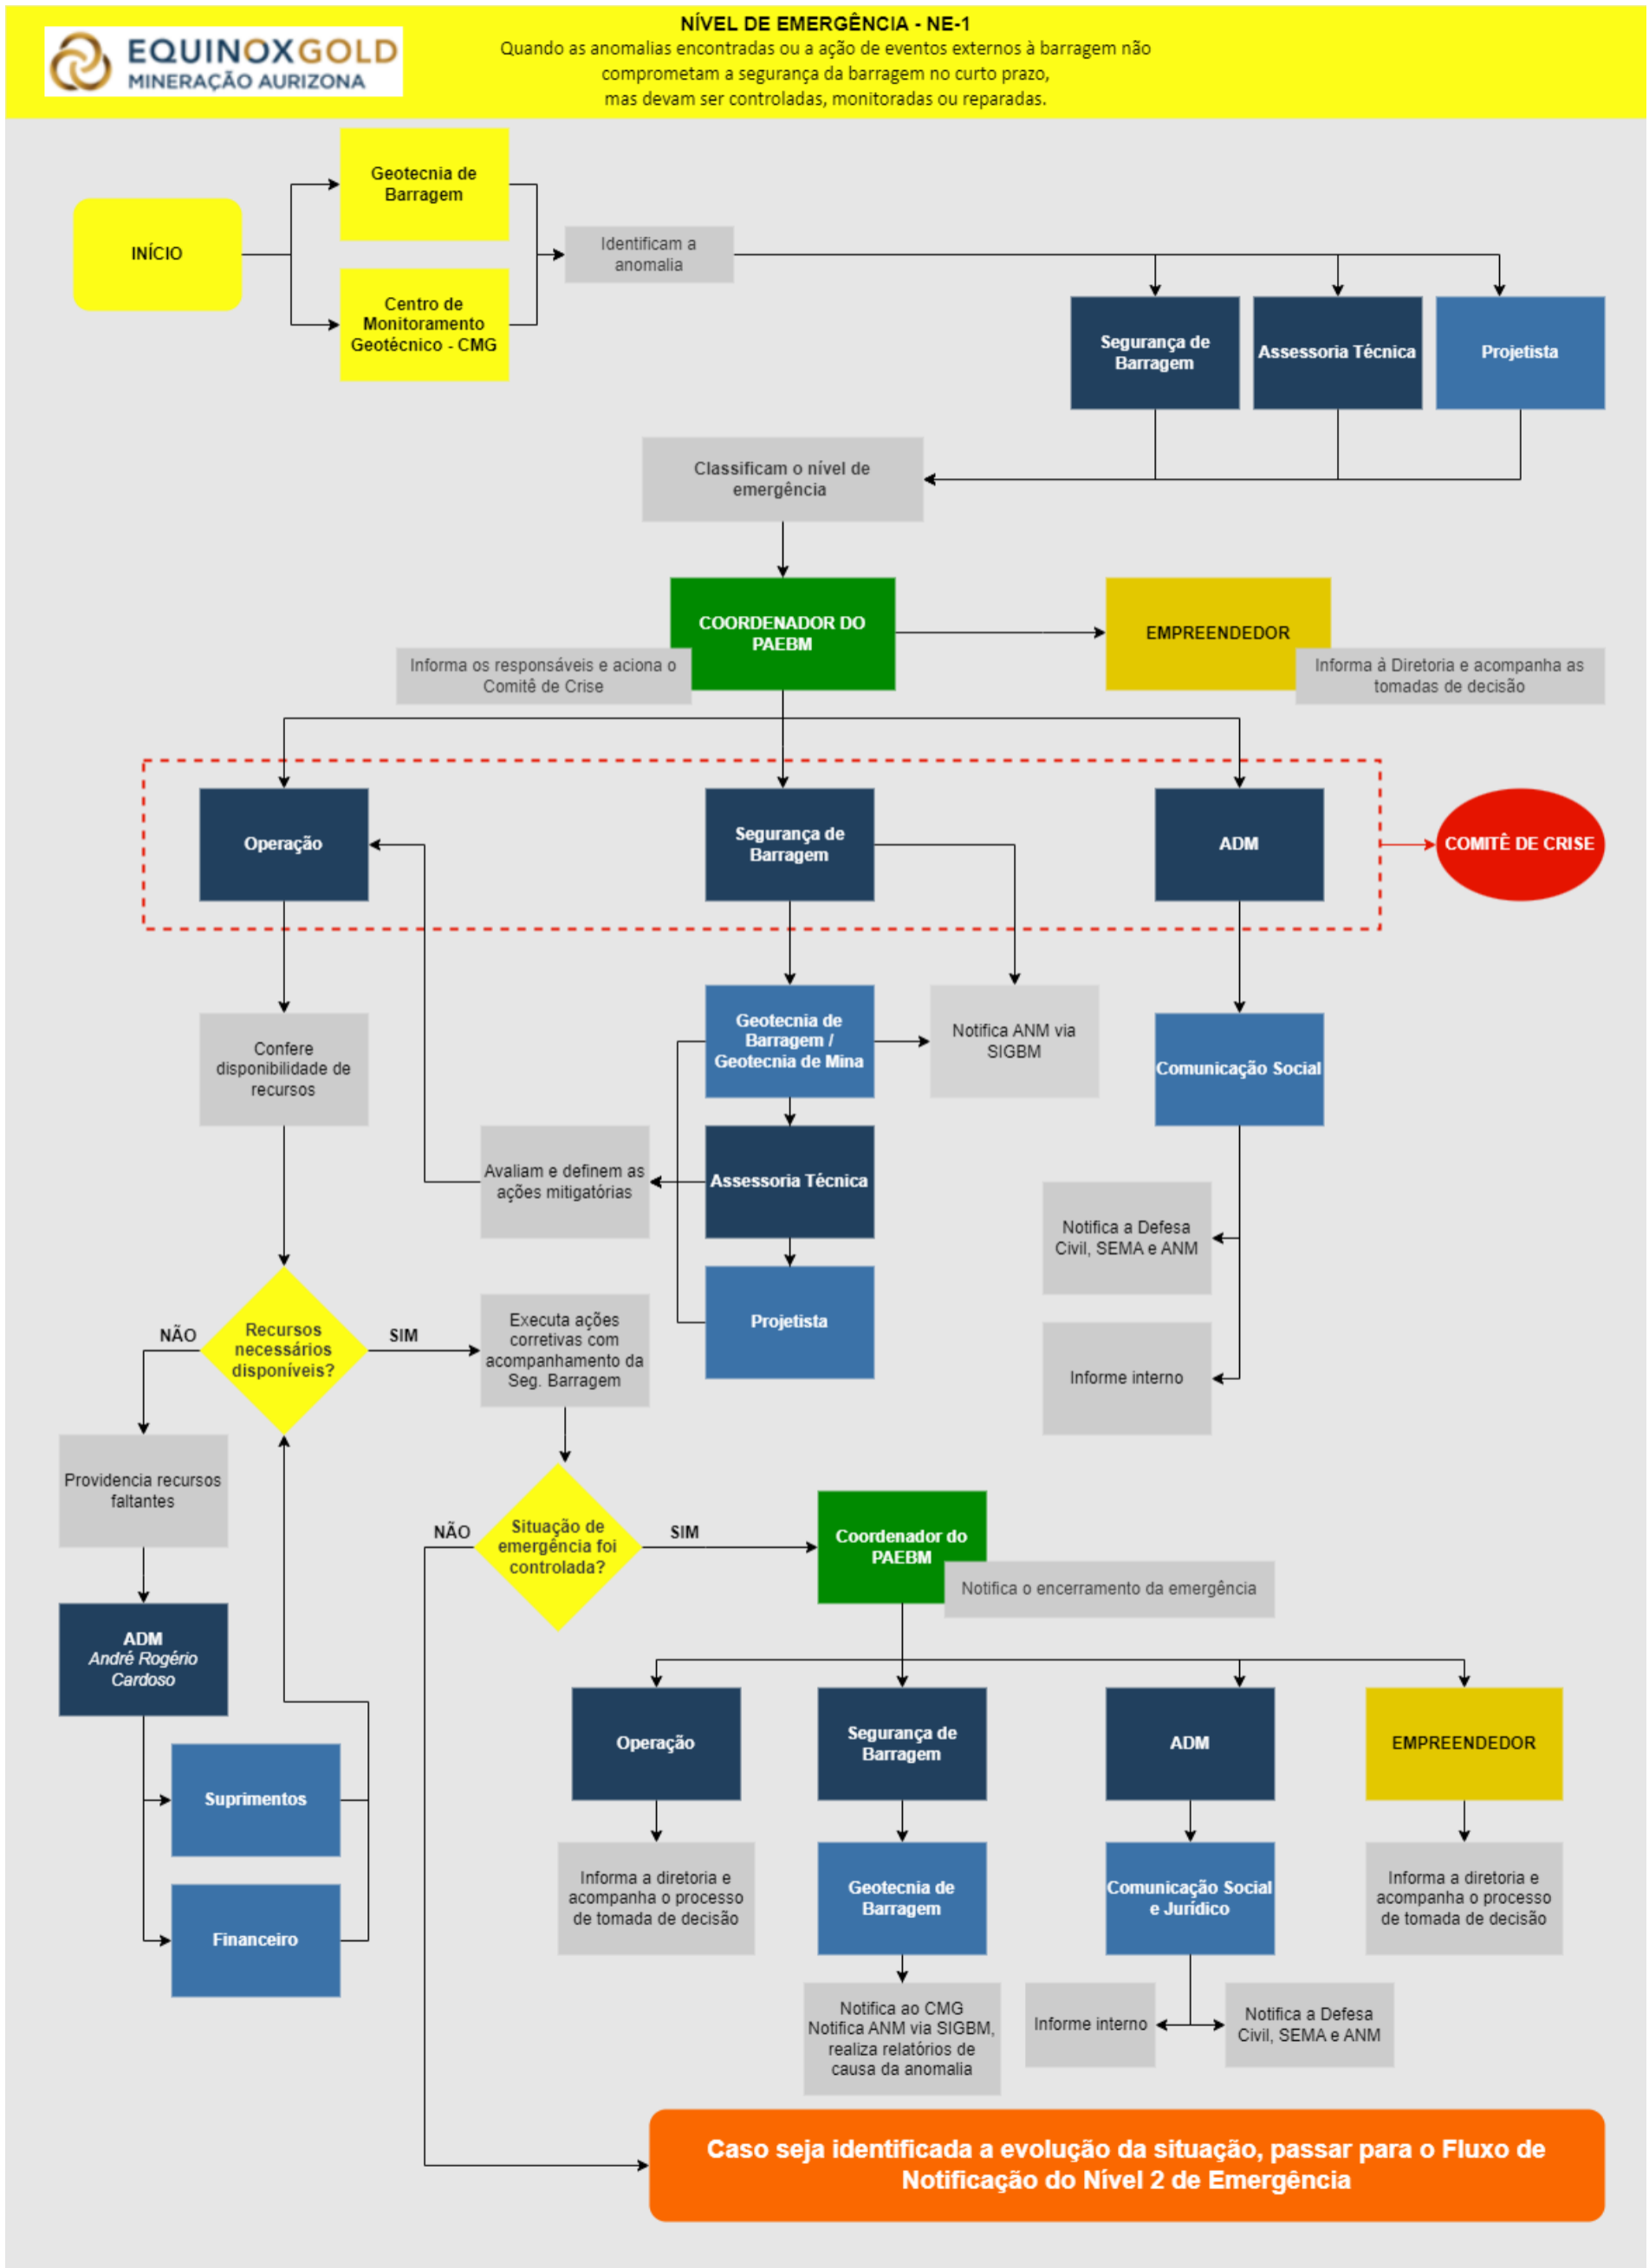 EQUINOXGOLD
MINERAÇÃO AURIZONA
NÍVEL DE EMERGÊNCIA - NE-1
Quando as anomalias encontradas ou a ação de eventos externos à barragem não
comprometam a segurança da barragem no curto prazo,
mas devam ser controladas, monitoradas ou reparadas.
INÍCIO
Geotecnia de
Barragem
Centro de
Monitoramento
Geotécnico - CMG
Identificam a
anomalia
Segurança de
Barragem
Assessoria Técnica
Projetista
Classificam o nível de
emergência
COORDENADOR DO
PAEBM
Informa os responsáveis e aciona o
Comitê de Crise
EMPREENDEDOR
Informa à Diretoria e acompanha as
tomadas de decisão
Operação
Segurança de
Barragem
ADM
COMITÊ DE CRISE
Confere
disponibilidade de
recursos
Geotecnia de
Barragem /
Geotecnia de Mina
Notifica ANM via
SIGBM
Comunicação Social
Avaliam e definem as
ações mitigatórias
Assessoria Técnica
Notifica a Defesa
Civil, SEMA e ANM
Projetista
Informe interno
NÃO
Recursos
necessários
disponíveis?
SIM
Executa ações
corretivas com
acompanhamento da
Seg. Barragem
Providencia recursos
faltantes
NÃO
Situação de
emergência foi
controlada?
SIM
Coordenador do
PAEBM
Notifica o encerramento da emergência
ADM
André Rogério
Cardoso
Suprimentos
Financeiro
Operação
Segurança de
Barragem
ADM
EMPREENDEDOR
Informa a diretoria e
acompanha o processo
de tomada de decisão
Geotecnia de
Barragem
Comunicação Social
e Jurídico
Informa a diretoria e
acompanha o processo
de tomada de decisão
Notifica ao CMG
Notifica ANM via SIGBM,
realiza relatórios de
causa da anomalia
Informe interno
Notifica a Defesa
Civil, SEMA e ANM
Caso seja identificada a evolução da situação, passar para o Fluxo de
Notificação do Nível 2 de Emergência